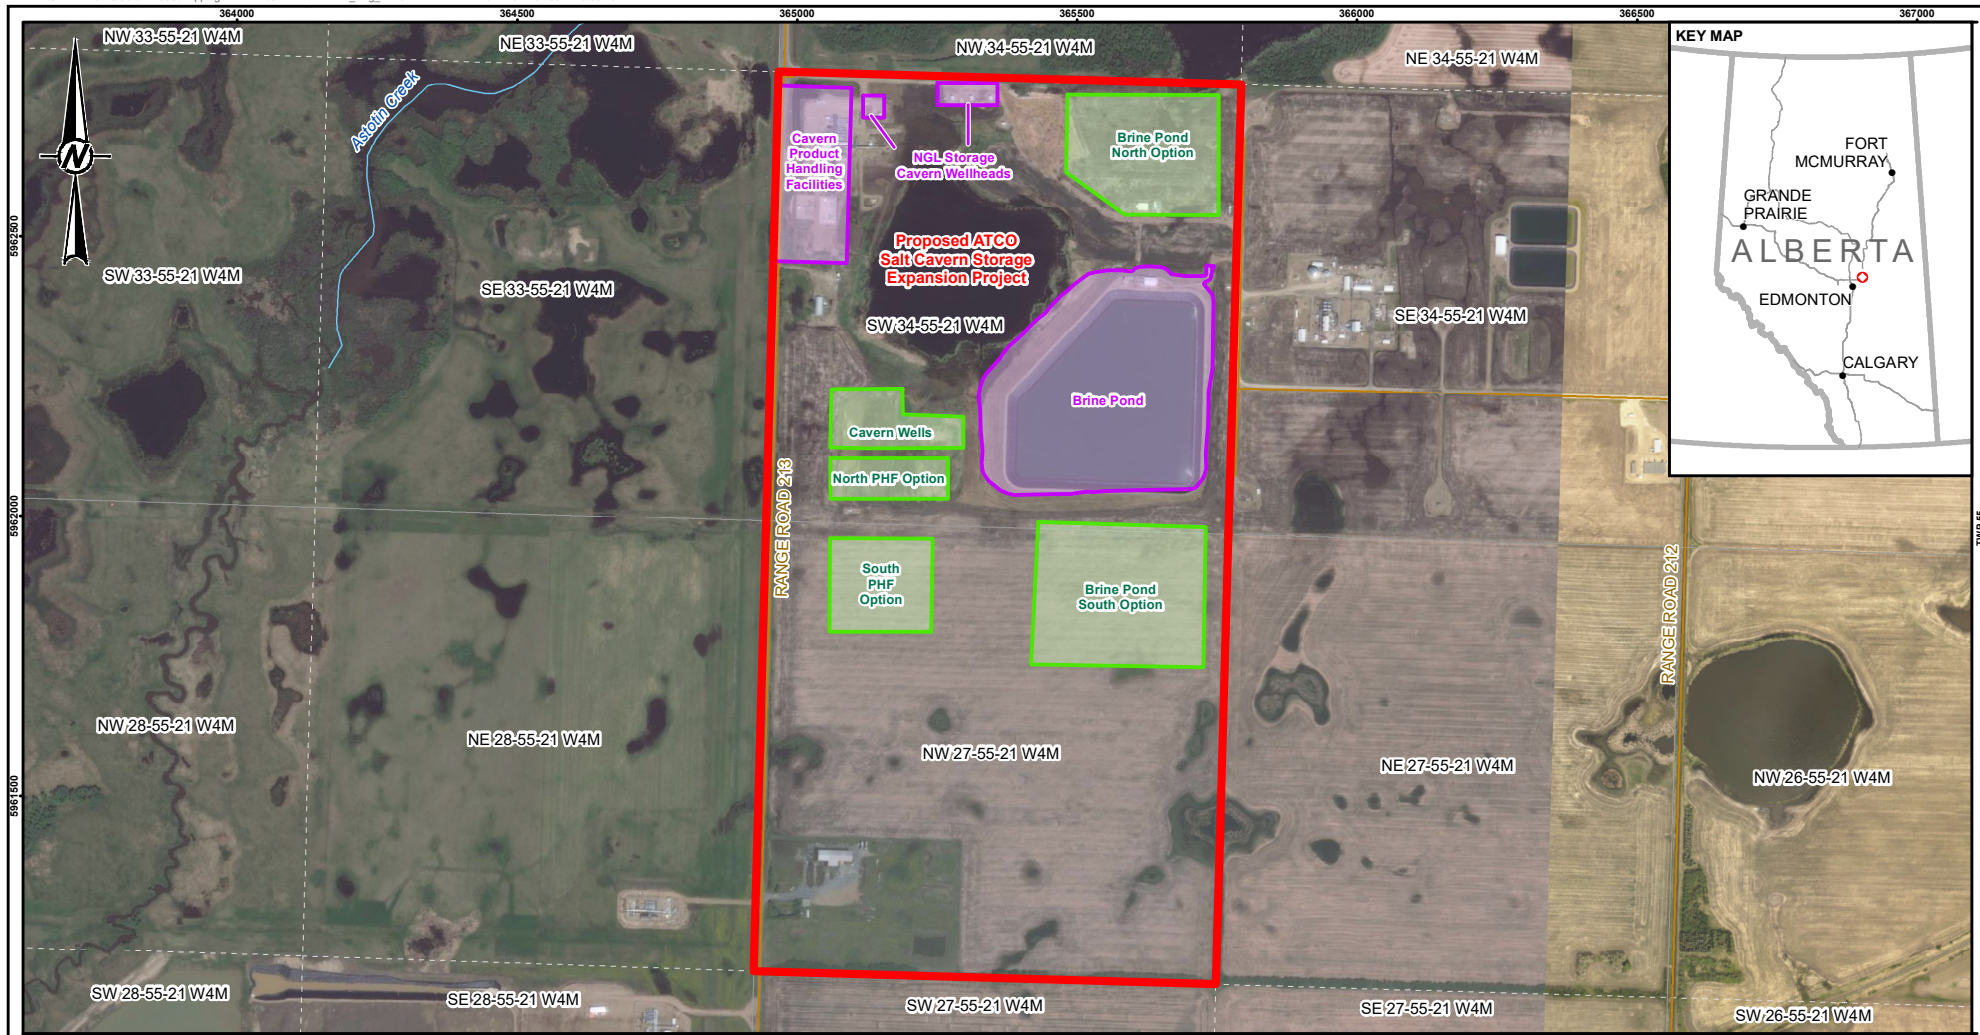 364000
364500
365000
365500
366000
366500
367000
NW 33-55-21 W4M
NE 33-55-21 W4M
NW 34-55-21 W4M
NE 34-55-21 W4M
KEY MAP
N
Astotin Creek
Cavern
Product
Handling
Facilities
NGL Storage
Cavern Wellheads
Brine Pond
North Option
FORT
MCMURRAY
GRANDE
PRAIRIE
ALBERTA
EDMONTON
CALGARY
5962500
SW 33-55-21 W4M
SE 33-55-21 W4M
Proposed ATCO
Salt Cavern Storage
Expansion Project
SW 34-55-21 W4M
SE 34-55-21 W4M
Brine Pond
Cavern Wells
North PHF Option
RANGE ROAD 213
5962000
South
PHF
Option
Brine Pond
South Option
RANGE ROAD 212
NW 28-55-21 W4M
NE 28-55-21 W4M
NW 27-55-21 W4M
NE 27-55-21 W4M
NW 26-55-21 W4M
5961500
SW 28-55-21 W4M
SE 28-55-21 W4M
SW 27-55-21 W4M
SE 27-55-21 W4M
SW 26-55-21 W4M